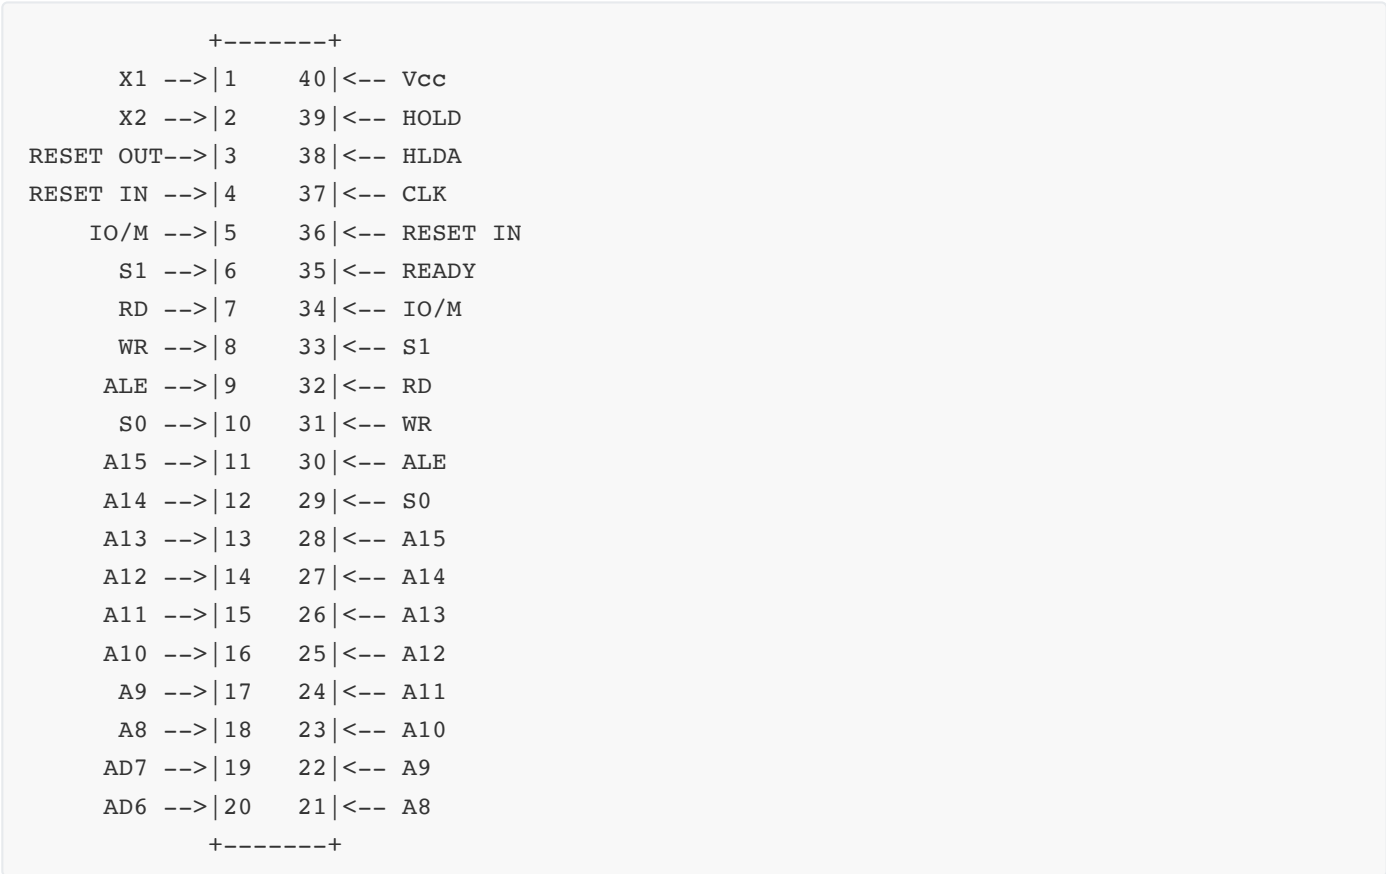 +-------+
X1 -->|1    40|<-- Vcc
X2 -->|2    39|<-- HOLD
RESET OUT-->|3    38|<-- HLDA
RESET IN -->|4    37|<-- CLK
IO/M -->|5    36|<-- RESET IN
S1 -->|6    35|<-- READY
RD -->|7    34|<-- IO/M
WR -->|8    33|<-- S1
ALE -->|9    32|<-- RD
S0 -->|10   31|<-- WR
A15 -->|11   30|<-- ALE
A14 -->|12   29|<-- S0
A13 -->|13   28|<-- A15
A12 -->|14   27|<-- A14
A11 -->|15   26|<-- A13
A10 -->|16   25|<-- A12
A9 -->|17   24|<-- A11
A8 -->|18   23|<-- A10
AD7 -->|19   22|<-- A9
AD6 -->|20   21|<-- A8
+-------+